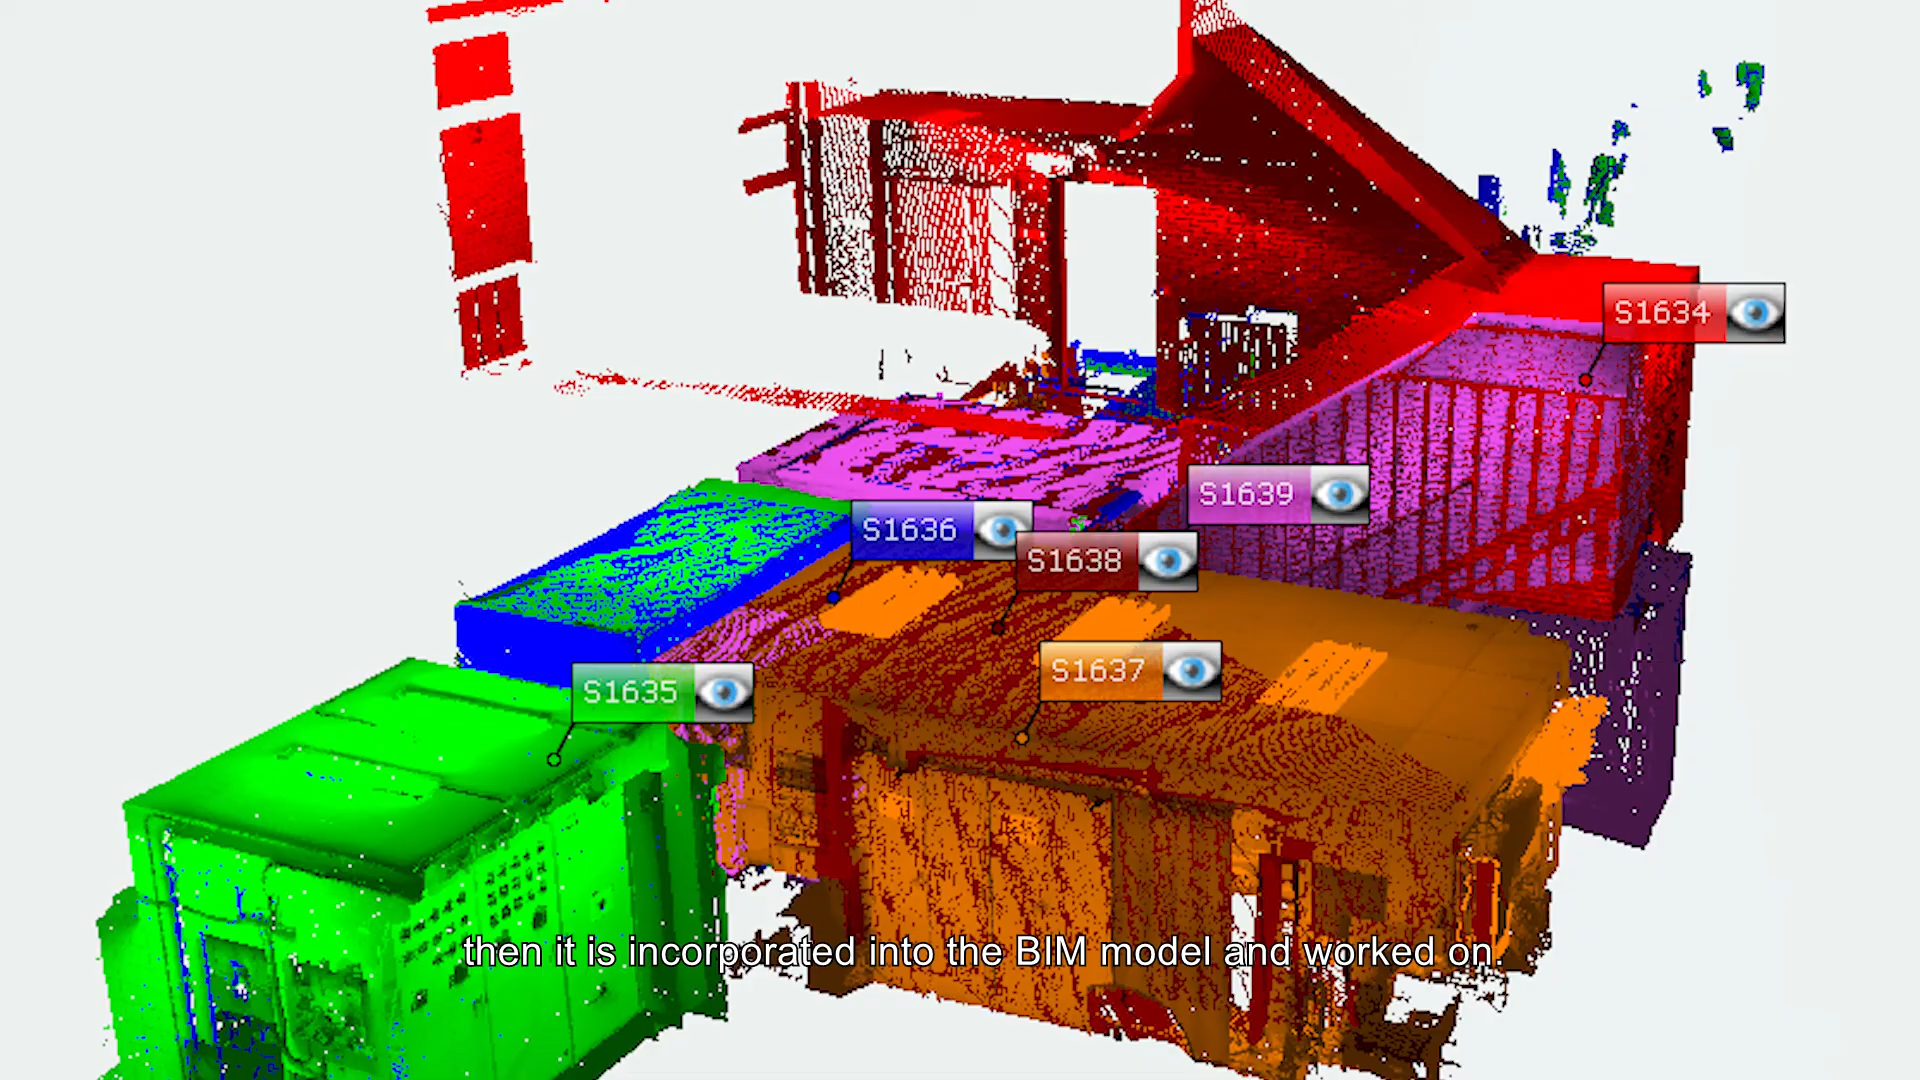 S1634
S1639
S1636
S1638
S1637
S1635
then it is incorporated into the BIM model and worked on.